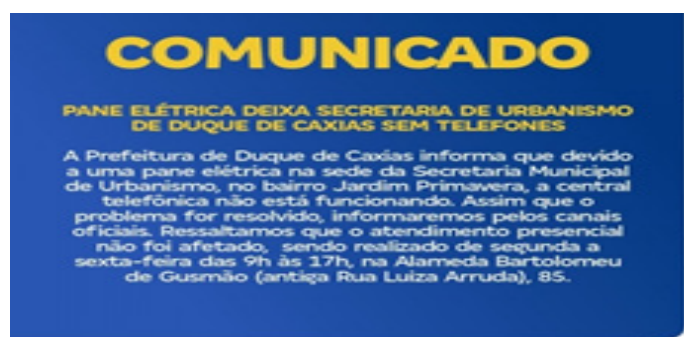 COMUNICADO
PANE ELÉTRICA DEIXA SECRETARIA DE URBANISMO
DE DUQUE DE CAXIAS SEM TELEFONES
A Prefeitura de Duque de Caxias informa que devido
a uma pane elétrica na sede da Secretaria Municipal
de Urbanismo, no bairro Jardim Primavera, a central
telefônica não está funcionando. Assim que o
problema for resolvido, informaremos pelos canais
oficiais. Ressaltamos que o atendimento presencial
não foi afetado, sendo realizado de segunda a
sexta-feira das 9h às 17h, na Alameda Bartolomeu
de Gusmão (antiga Rua Luiza Arruda), 85.